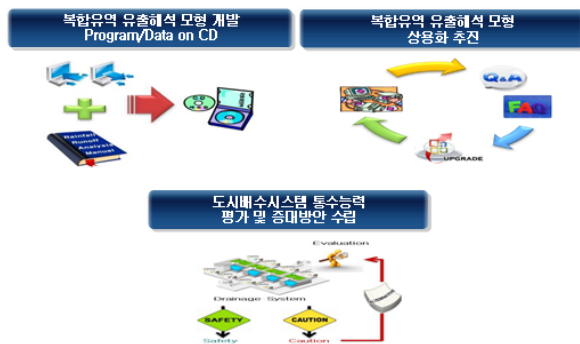 복합유역 유출해석 모형 개발
Program/Data on CD
복합유역 유출해석 모형
상용화 추진
Rainfall
Runoff
Analysis
Manual
Q&A
FAQ
UPGRADE
도시배수시스템 통수능력
평가 및 증대방안 수립
Evaluation
Drainage System
SAFETY
CAUTION
Safety
Caution